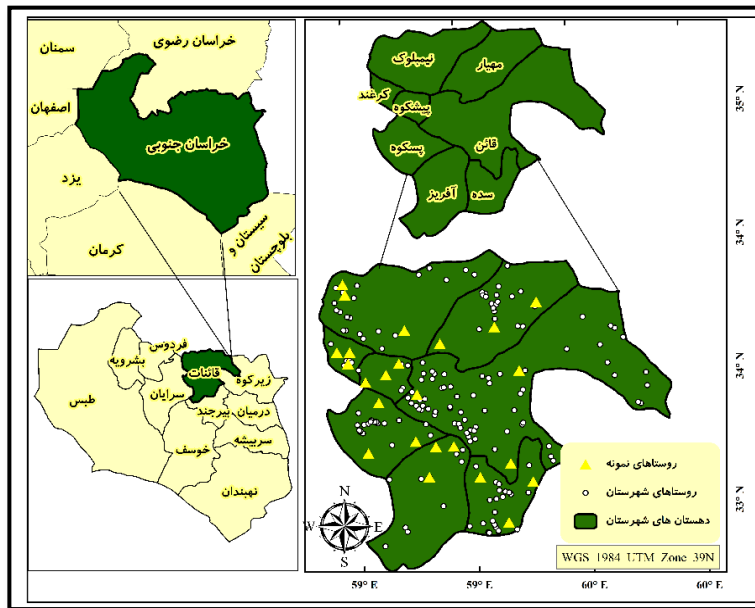 سمنان
خراسان رضوی
اصفهان
خراسان جنوبی
یزد
کرمان
سیستان و
بلوچستان
نیمبلوک
مهیار
کرغند
پیشکوه
قائن
پسکوه
آفریز
سده
35° N
34° N
34° N
33° N
فردوس
بشرویه
قائنات
زیرکوه
طبس
سرایان
درمیان
بیرجند
خوسف
سربیشه
نهبندان
روستاهای نمونه
روستاهای شهرستان
دهستان های شهرستان
WGS 1984 UTM Zone 39N
N
W
E
S
59° E
59° E
60° E
60° E